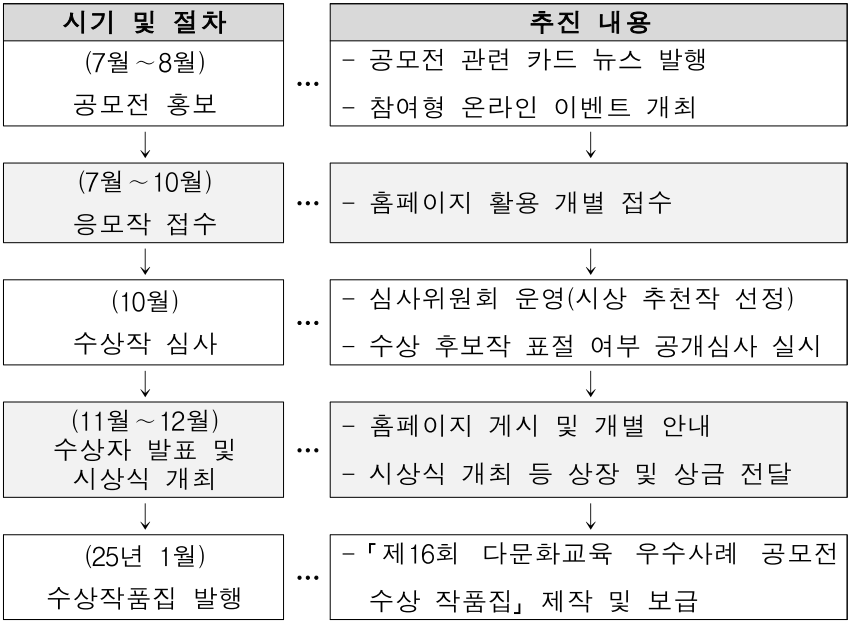 시기 및 절차
추진 내용
(7월~8월)
공모전 홍보
…
- 공모전 관련 카드 뉴스 발행
- 참여형 온라인 이벤트 개최
(7월~10월)
응모작 접수
…
- 홈페이지 활용 개별 접수
(10월)
수상작 심사
…
- 심사위원회 운영(시상 추천작 선정)
- 수상 후보작 표절 여부 공개심사 실시
(11월~12월)
수상자 발표 및
시상식 개최
…
- 홈페이지 게시 및 개별 안내
- 시상식 개최 등 상장 및 상금 전달
(25년 1월)
수상작품집 발행
…
-「제16회 다문화교육 우수사례 공모전
수상 작품집」 제작 및 보급